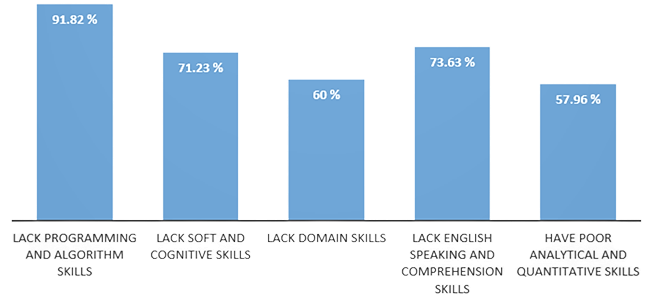 91.82 %
71.23 %
60 %
73.63 %
57.96 %
LACK PROGRAMMING
AND ALGORITHM
SKILLS
LACK SOFT AND
COGNITIVE SKILLS
LACK DOMAIN SKILLS
LACK ENGLISH
SPEAKING AND
COMPREHENSION
SKILLS
HAVE POOR
ANALYTICAL AND
QUANTITATIVE SKILLS